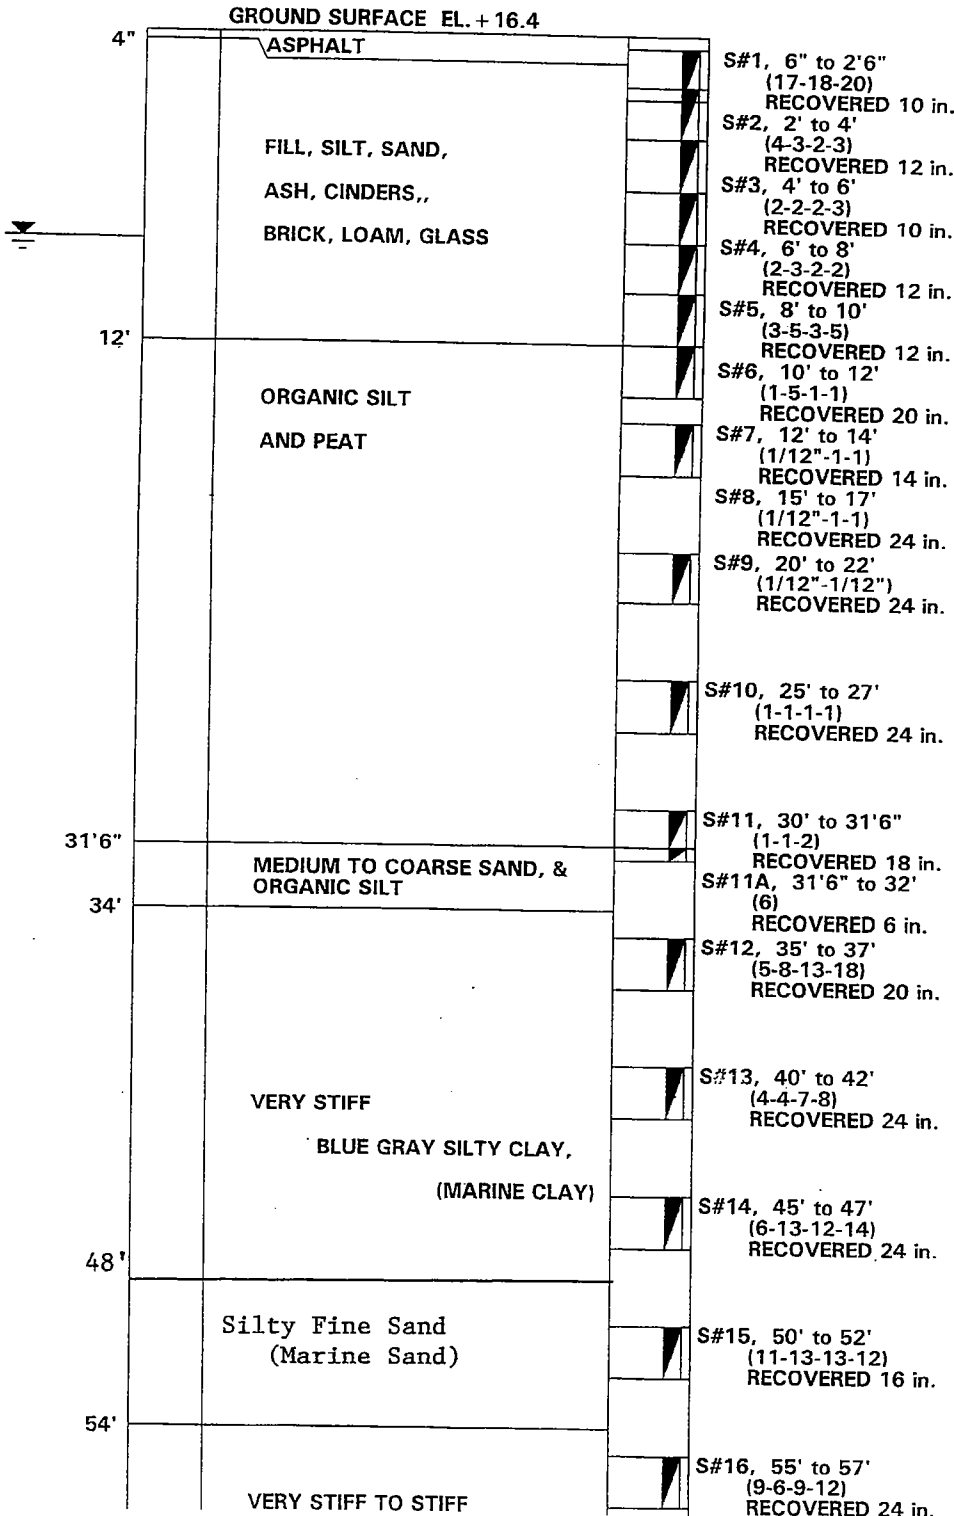 GROUND SURFACE EL.+16.4
4"
ASPHALT
S#1, 6" to 2'6"
(17-18-20)
RECOVERED 10 in.
S#2, 2' to 4'
(4-3-2-3)
RECOVERED 12 in.
FILL, SILT, SAND,
S#3, 4' to 6'
(2-2-2-3)
RECOVERED 10 in.
ASH, CINDERS,,
BRICK, LOAM, GLASS
S#4, 6' to 8'
(2-3-2-2)
RECOVERED 12 in.
S#5, 8' to 10'
(3-5-3-5)
RECOVERED 12 in.
12'
S#6, 10' to 12'
(1-5-1-1)
RECOVERED 20 in.
ORGANIC SILT
AND PEAT
S#7, 12' to 14'
(1/12"-1-1)
RECOVERED 14 in.
S#8, 15' to 17'
(1/12"-1-1)
RECOVERED 24 in.
S#9, 20' to 22'
(1/12"-1/12")
RECOVERED 24 in.
S#10, 25' to 27'
(1-1-1-1)
RECOVERED 24 in.
31'6"
S#11, 30' to 31'6"
(1-1-2)
RECOVERED 18 in.
MEDIUM TO COARSE SAND, &
ORGANIC SILT
S#11A, 31'6" to 32'
(6)
RECOVERED 6 in.
34'
S#12, 35' to 37'
(5-8-13-18)
RECOVERED 20 in.
S#13, 40' to 42'
(4-4-7-8)
RECOVERED 24 in.
VERY STIFF
BLUE GRAY SILTY CLAY,
(MARINE CLAY)
S#14, 45' to 47'
(6-13-12-14)
RECOVERED 24 in.
48'
Silty Fine Sand
(Marine Sand)
S#15, 50' to 52'
(11-13-13-12)
RECOVERED 16 in.
54'
S#16, 55' to 57'
(9-6-9-12)
RECOVERED 24 in.
VERY STIFF TO STIFF